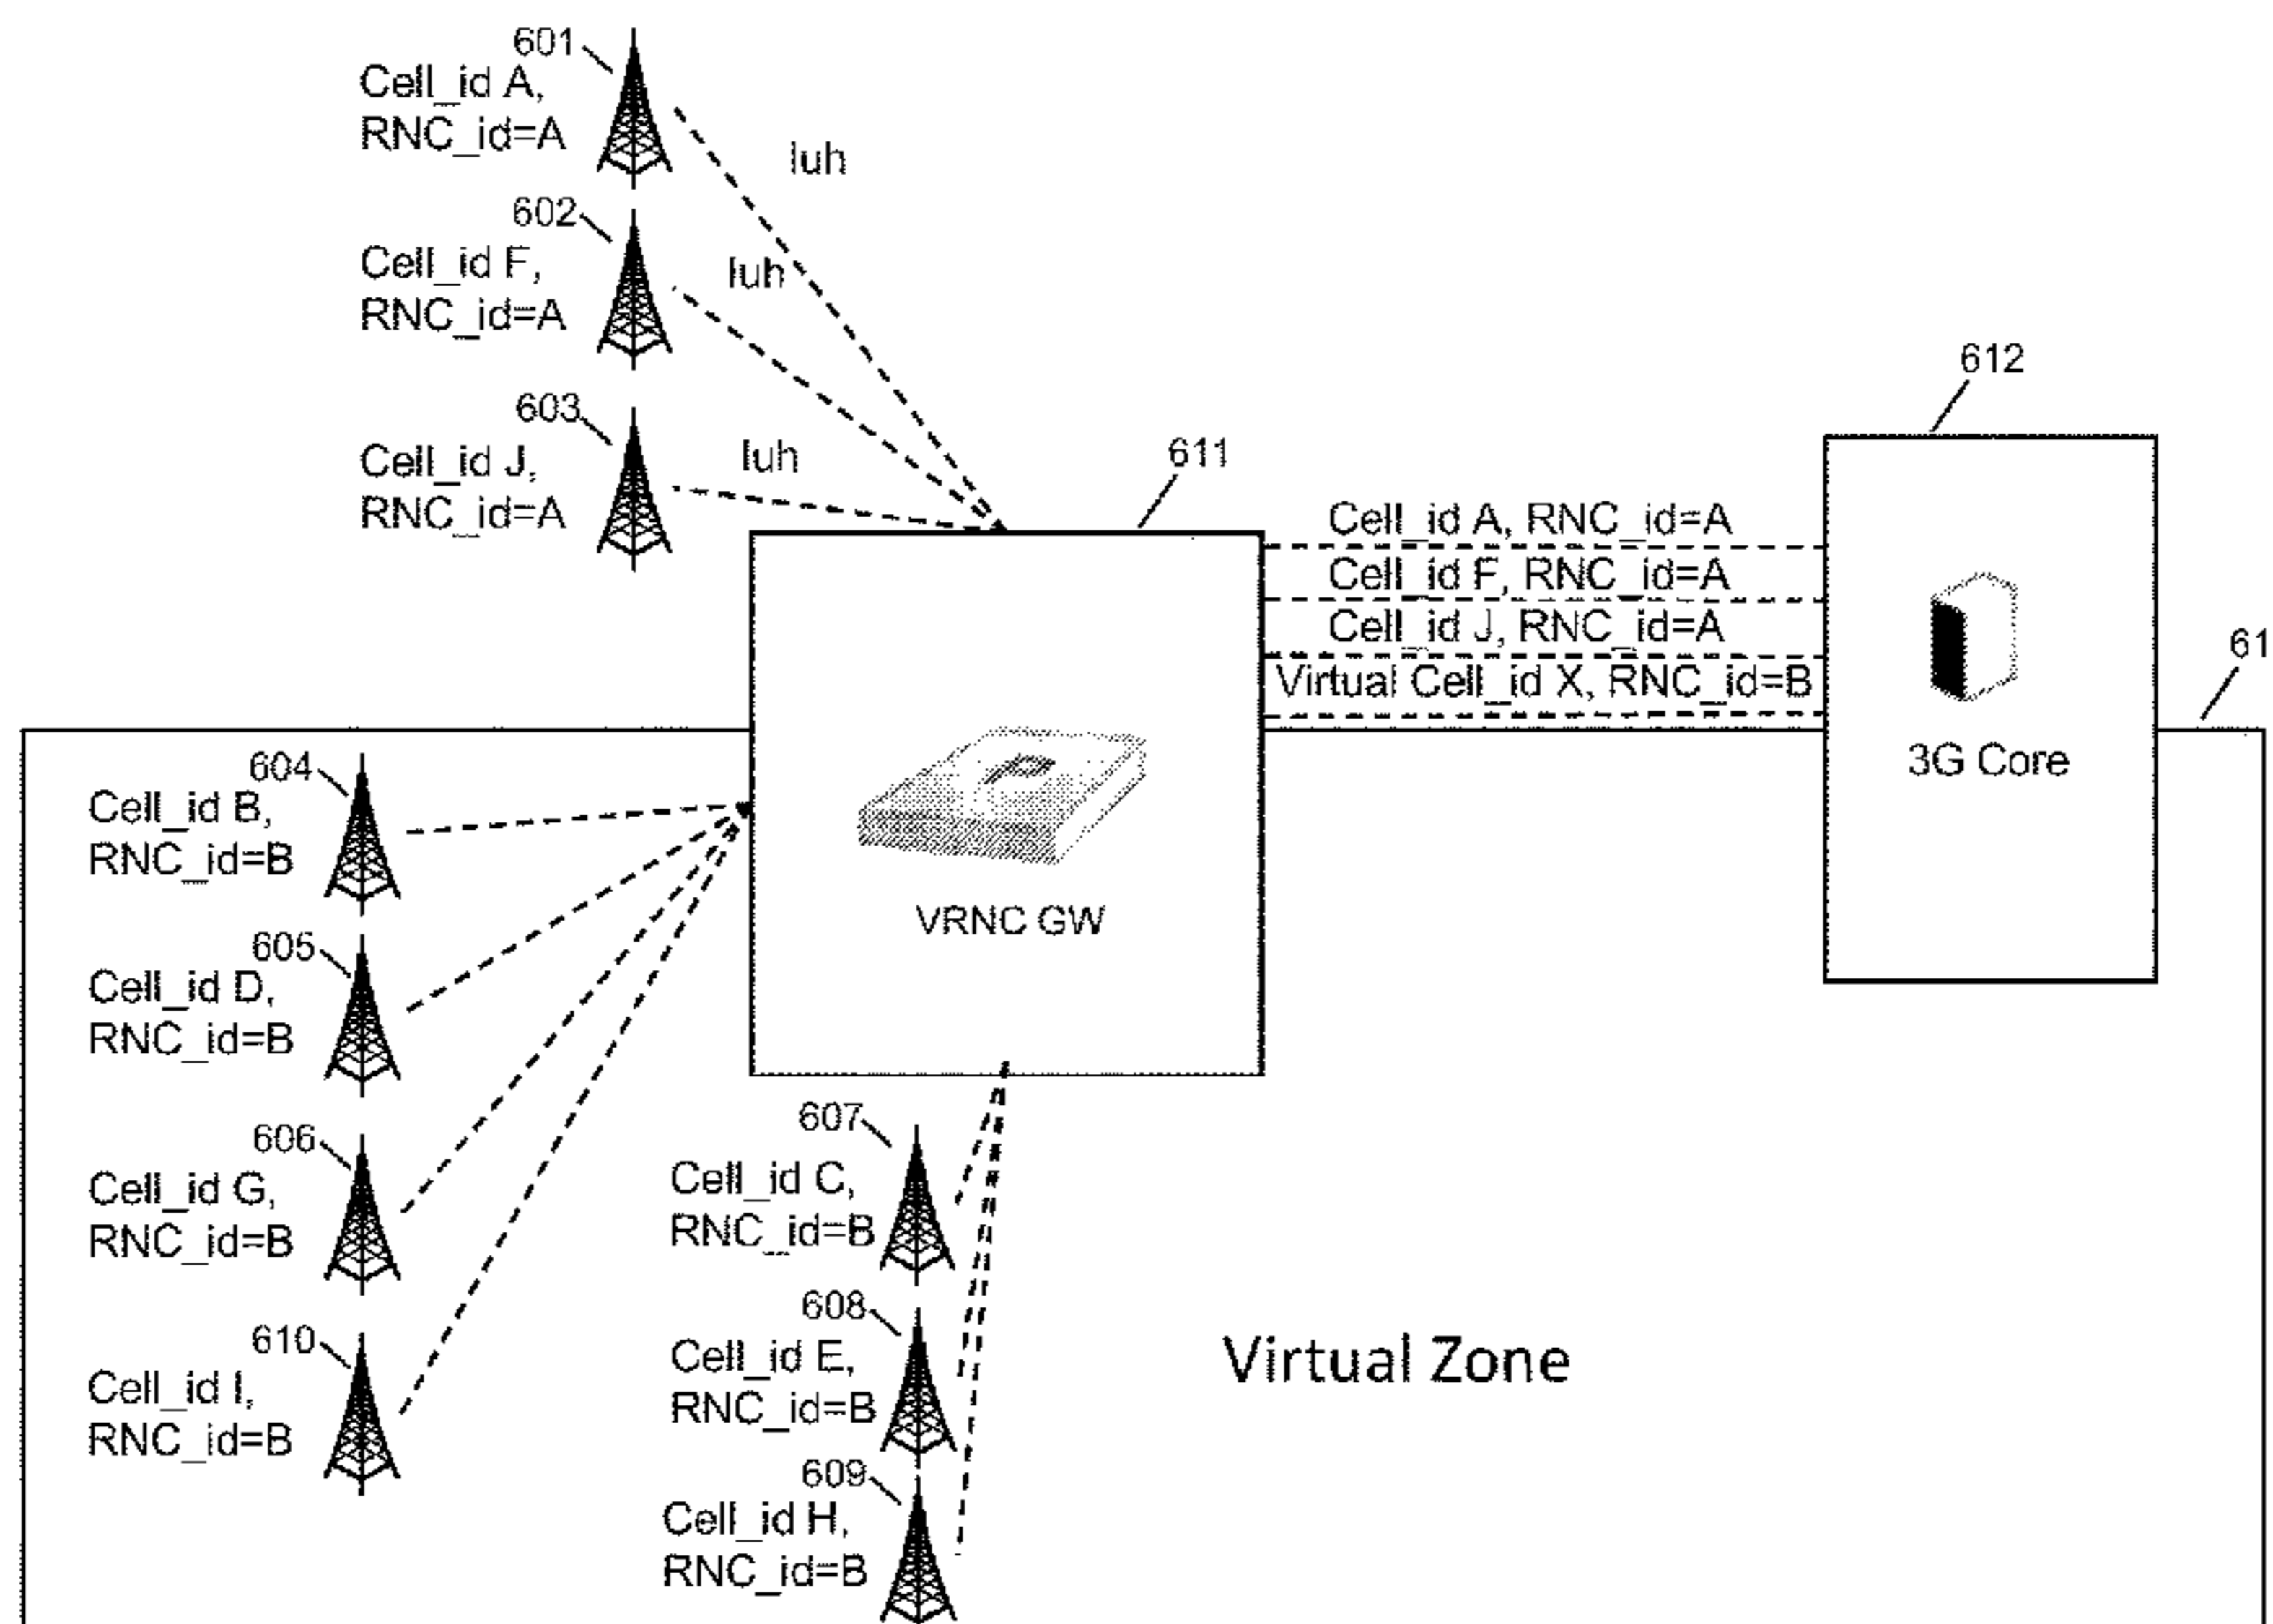 601
Cell_id A,
RNC_id=A
Iuh
602
Cell_id F,
RNC_id=A
Iuh
603
Cell_id J,
RNC_id=A
Iuh
611
612
Cell_id A, RNC_id=A
Cell_id F, RNC_id=A
Cell_id J, RNC_id=A
Virtual Cell_id X, RNC_id=B
61
3G Core
VRNC GW
604
Cell_id B,
RNC_id=B
605
Cell_id D,
RNC_id=B
606
Cell_id G,
RNC_id=B
610
Cell_id I,
RNC_id=B
607
Cell_id C,
RNC_id=B
608
Cell_id E,
RNC_id=B
609
Cell_id H,
RNC_id=B
Virtual Zone